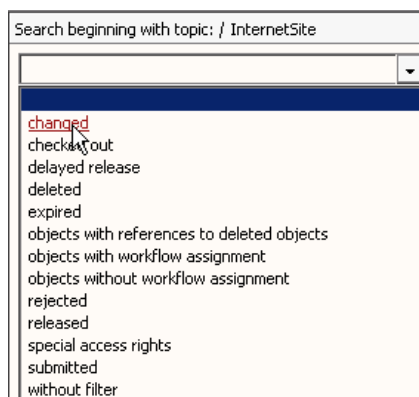 Search beginning with topic: / InternetSite
changed
checked out
delayed release
deleted
expired
objects with references to deleted objects
objects with workflow assignment
objects without workflow assignment
rejected
released
special access rights
submitted
without filter